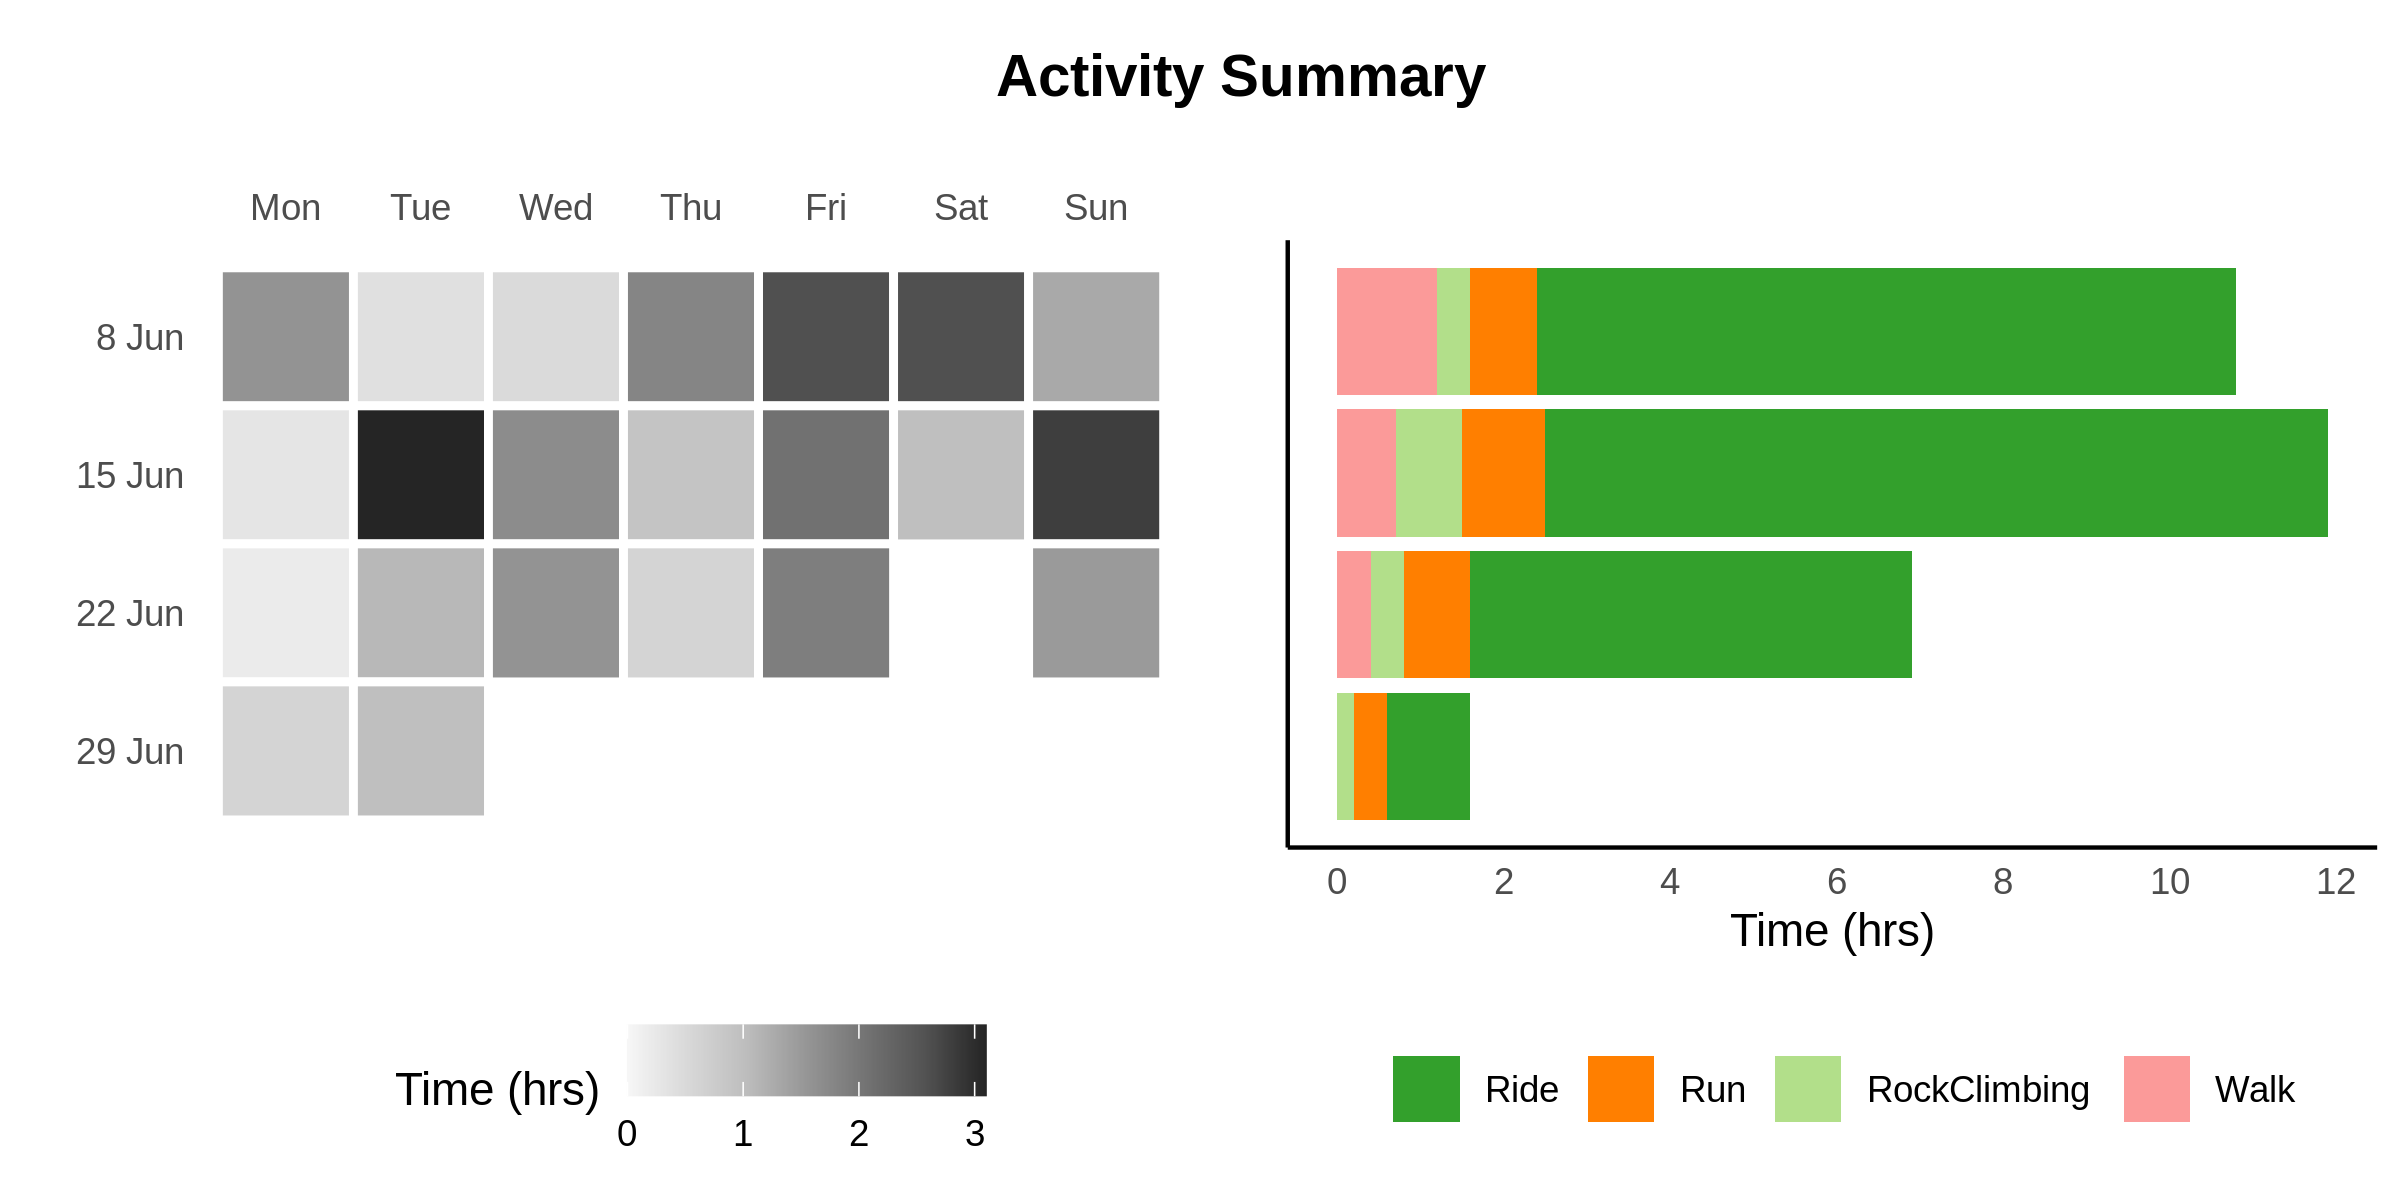 Activity Summary
Mon Tue Wed Thu Fri Sat Sun
8 Jun
15 Jun
22 Jun
29 Jun
0 2 4 6 8 10 12
Time (hrs)
Time (hrs)
0 1 2 3
Ride Run RockClimbing Walk